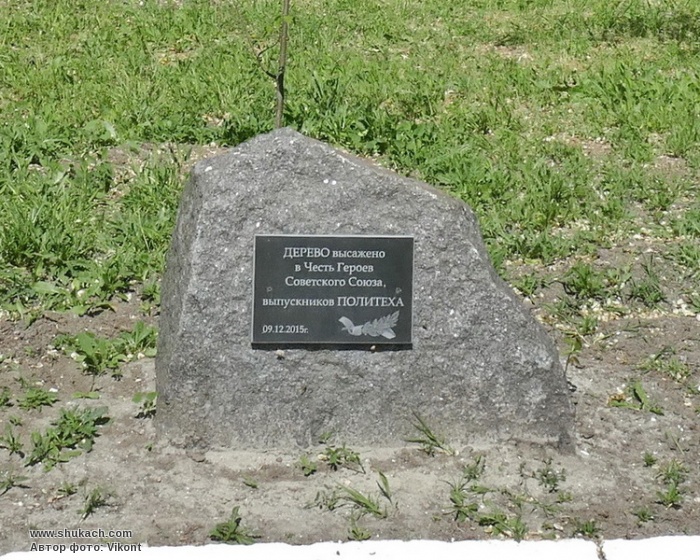 ДЕРЕВО высажено
в Честь Героев
Советского Союза,
выпускников ПОЛИТЕХА
09.12.2015г.
www.shukach.com
Автор фото: Vikont